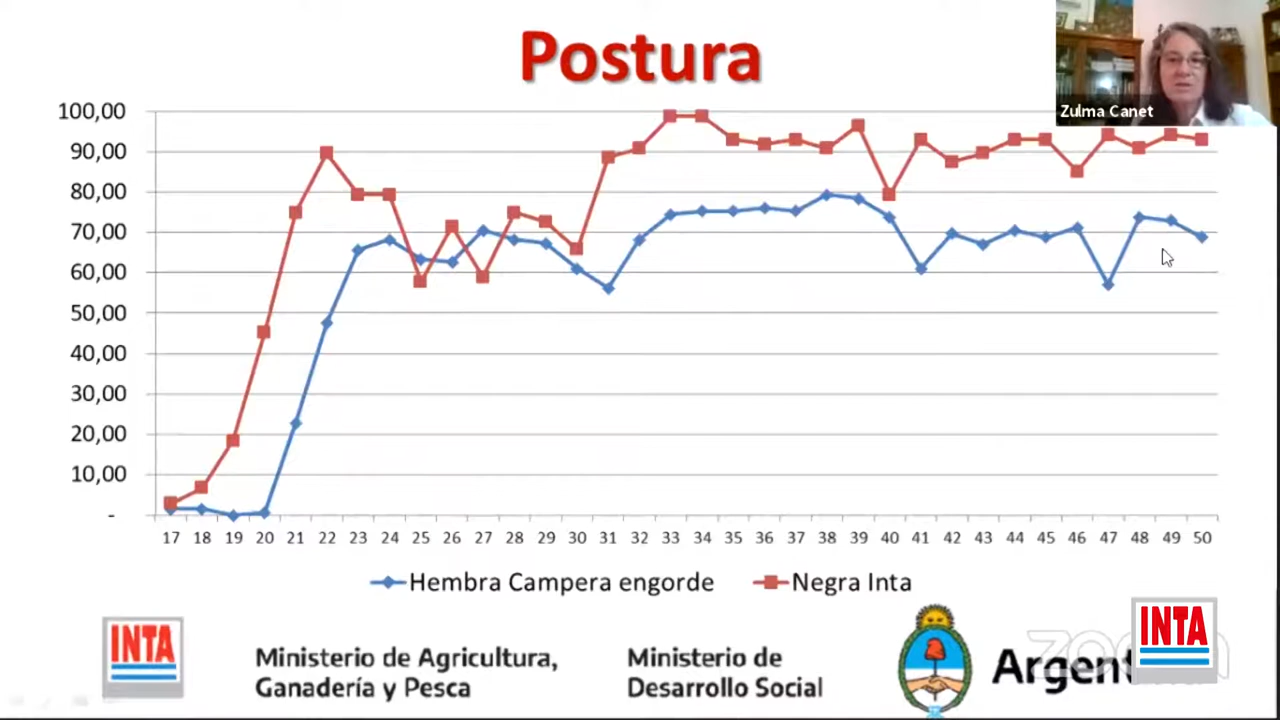 Postura
Zulma Canet
100,00
90,00
80,00
70,00
60,00
50,00
40,00
30,00
20,00
10,00
-
17 18 19 20 21 22 23 24 25 26 27 28 29 30 31 32 33 34 35 36 37 38 39 40 41 42 43 44 45 46 47 48 49 50
Hembra Campera engorde Negra Inta
INTA
Ministerio de Agricultura,
Ganadería y Pesca
Ministerio de
Desarrollo Social
Argent
zoom
INTA